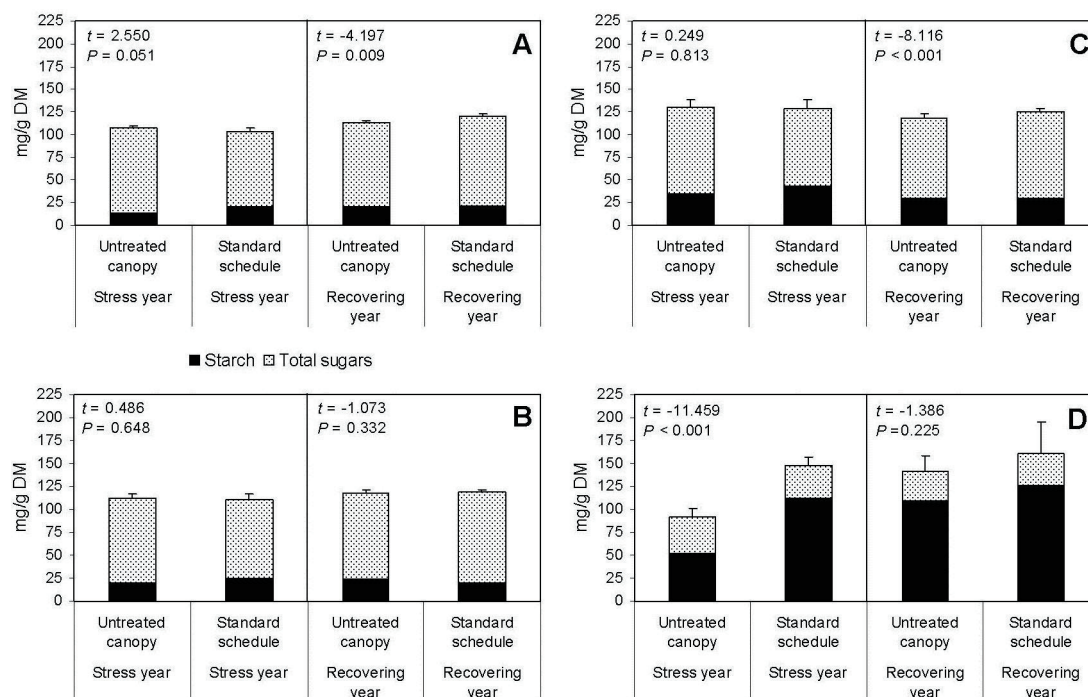 225
200
175
150
125
100
75
50
25
0
mg/g DM
t = 2.550
P = 0.051
t = -4.197
P = 0.009
A
Untreated canopy
Standard schedule
Untreated canopy
Standard schedule
Stress year
Stress year
Recovering year
Recovering year
225
200
175
150
125
100
75
50
25
0
mg/g DM
t = 0.249
P = 0.813
t = -8.116
P < 0.001
C
Untreated canopy
Standard schedule
Untreated canopy
Standard schedule
Stress year
Stress year
Recovering year
Recovering year
Starch Total sugars
225
200
175
150
125
100
75
50
25
0
mg/g DM
t = 0.486
P = 0.648
t = -1.073
P = 0.332
B
Untreated canopy
Standard schedule
Untreated canopy
Standard schedule
Stress year
Stress year
Recovering year
Recovering year
225
200
175
150
125
100
75
50
25
0
mg/g DM
t = -11.459
P < 0.001
t = -1.386
P =0.225
D
Untreated canopy
Standard schedule
Untreated canopy
Standard schedule
Stress year
Stress year
Recovering year
Recovering year